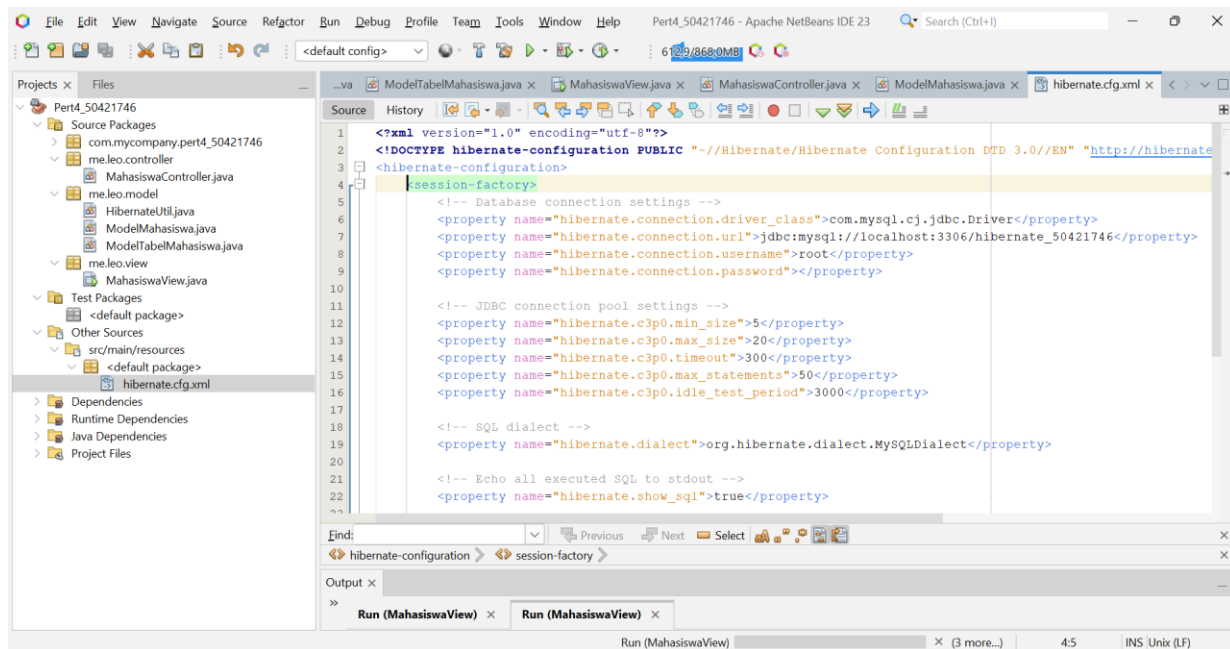 File Edit View Navigate Source Refactor Run Debug Profile Team Tools Window Help Pert4_50421746 - Apache NetBeans IDE 23 Search (Ctrl+I)
<default config> 612,9/868,0MB
Projects Files
Pert4_50421746
Source Packages
com.mycompany.pert4_50421746
me.leo.controller
MahasiswaController.java
me.leo.model
HibernateUtil.java
ModelMahasiswa.java
ModelTabelMahasiswa.java
me.leo.view
MahasiswaView.java
Test Packages
<default package>
Other Sources
src/main/resources
<default package>
hibernate.cfg.xml
Dependencies
Runtime Dependencies
Java Dependencies
Project Files
...va ModelTabelMahasiswa.java MahasiswaView.java MahasiswaController.java ModelMahasiswa.java hibernate.cfg.xml
Source History
1 <?xml version="1.0" encoding="utf-8"?>
2 <!DOCTYPE hibernate-configuration PUBLIC "-//Hibernate/Hibernate Configuration DTD 3.0//EN" "http://hibernate
3 <hibernate-configuration>
4 <session-factory>
5 <!-- Database connection settings -->
6 <property name="hibernate.connection.driver_class">com.mysql.cj.jdbc.Driver</property>
7 <property name="hibernate.connection.url">jdbc:mysql://localhost:3306/hibernate_50421746</property>
8 <property name="hibernate.connection.username">root</property>
9 <property name="hibernate.connection.password"></property>
10
11 <!-- JDBC connection pool settings -->
12 <property name="hibernate.c3p0.min_size">5</property>
13 <property name="hibernate.c3p0.max_size">20</property>
14 <property name="hibernate.c3p0.timeout">300</property>
15 <property name="hibernate.c3p0.max_statements">50</property>
16 <property name="hibernate.c3p0.idle_test_period">3000</property>
17
18 <!-- SQL dialect -->
19 <property name="hibernate.dialect">org.hibernate.dialect.MySQLDialect</property>
20
21 <!-- Echo all executed SQL to stdout -->
22 <property name="hibernate.show_sql">true</property>
Find: Previous Next Select
hibernate-configuration session-factory
Output
Run (MahasiswaView) Run (MahasiswaView)
Run (MahasiswaView) (3 more...) 4:5 INS Unix (LF)